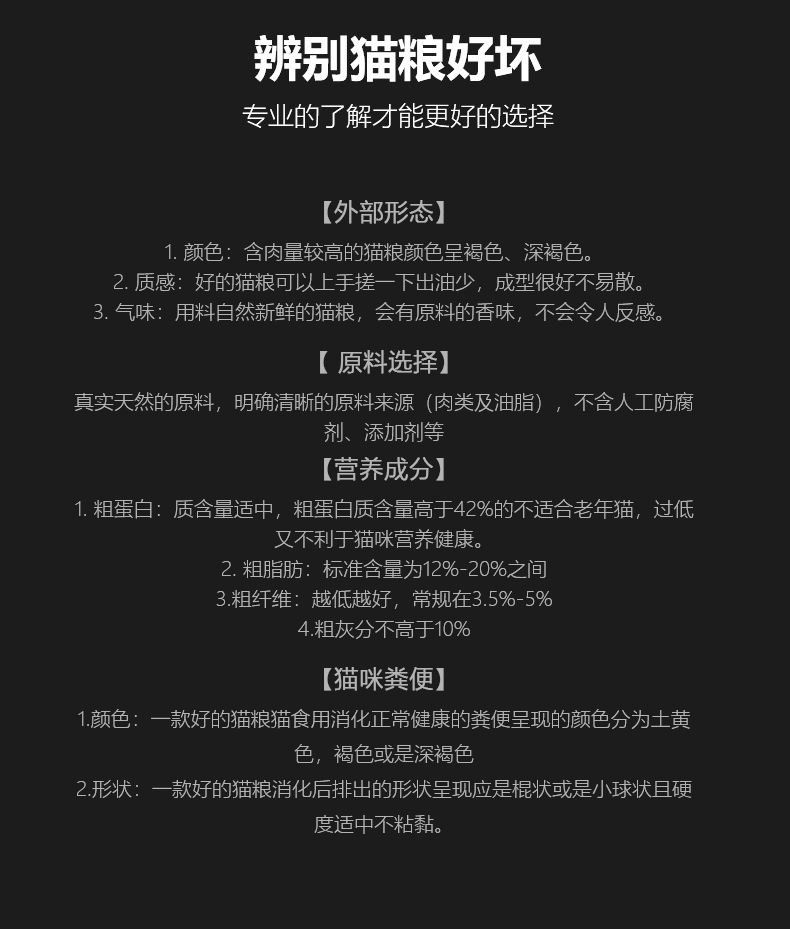 辨别猫粮好坏
专业的了解才能更好的选择
【外部形态】
1. 颜色：含肉量较高的猫粮颜色呈褐色、深褐色。
2. 质感：好的猫粮可以上手搓一下出油少，成型很好不易散。
3. 气味：用料自然新鲜的猫粮，会有原料的香味，不会令人反感。
【 原料选择】
真实天然的原料，明确清晰的原料来源（肉类及油脂），不含人工防腐
剂、添加剂等
【营养成分】
1. 粗蛋白：质含量适中，粗蛋白质含量高于42%的不适合老年猫，过低
又不利于猫咪营养健康。
2. 粗脂肪：标准含量为12%-20%之间
3.粗纤维：越低越好，常规在3.5%-5%
4.粗灰分不高于10%
【猫咪粪便】
1.颜色：一款好的猫粮猫食用消化正常健康的粪便呈现的颜色分为土黄
色，褐色或是深褐色
2.形状：一款好的猫粮消化后排出的形状呈现应是棍状或是小球状且硬
度适中不粘黏。